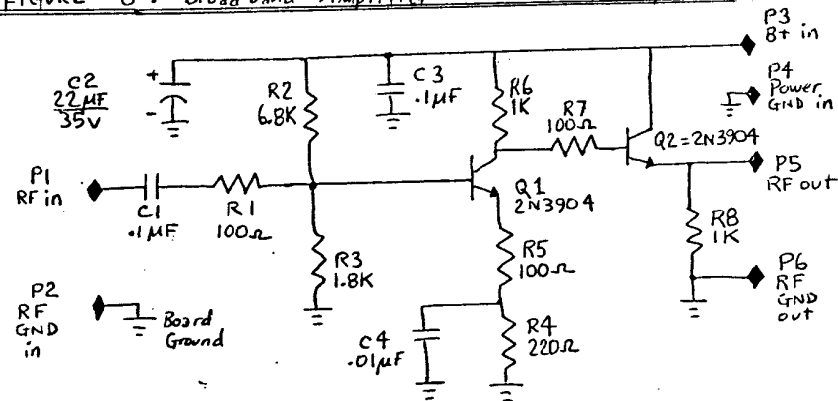 Broadband Amplifier
P3
B+ in
C2
22µF
35V
+
-
R2
6.8K
C3
.1µF
R6
1K
R7
100Ω
P4
Power
GND in
Q2=2N3904
P1
RF in
C1
.1µF
R1
100Ω
Q1
2N3904
P5
RF out
R3
1.8K
R5
100Ω
R8
1K
P2
RF
GND
in
Board
Ground
C4
.01µF
R4
220Ω
P6
RF
GND
out